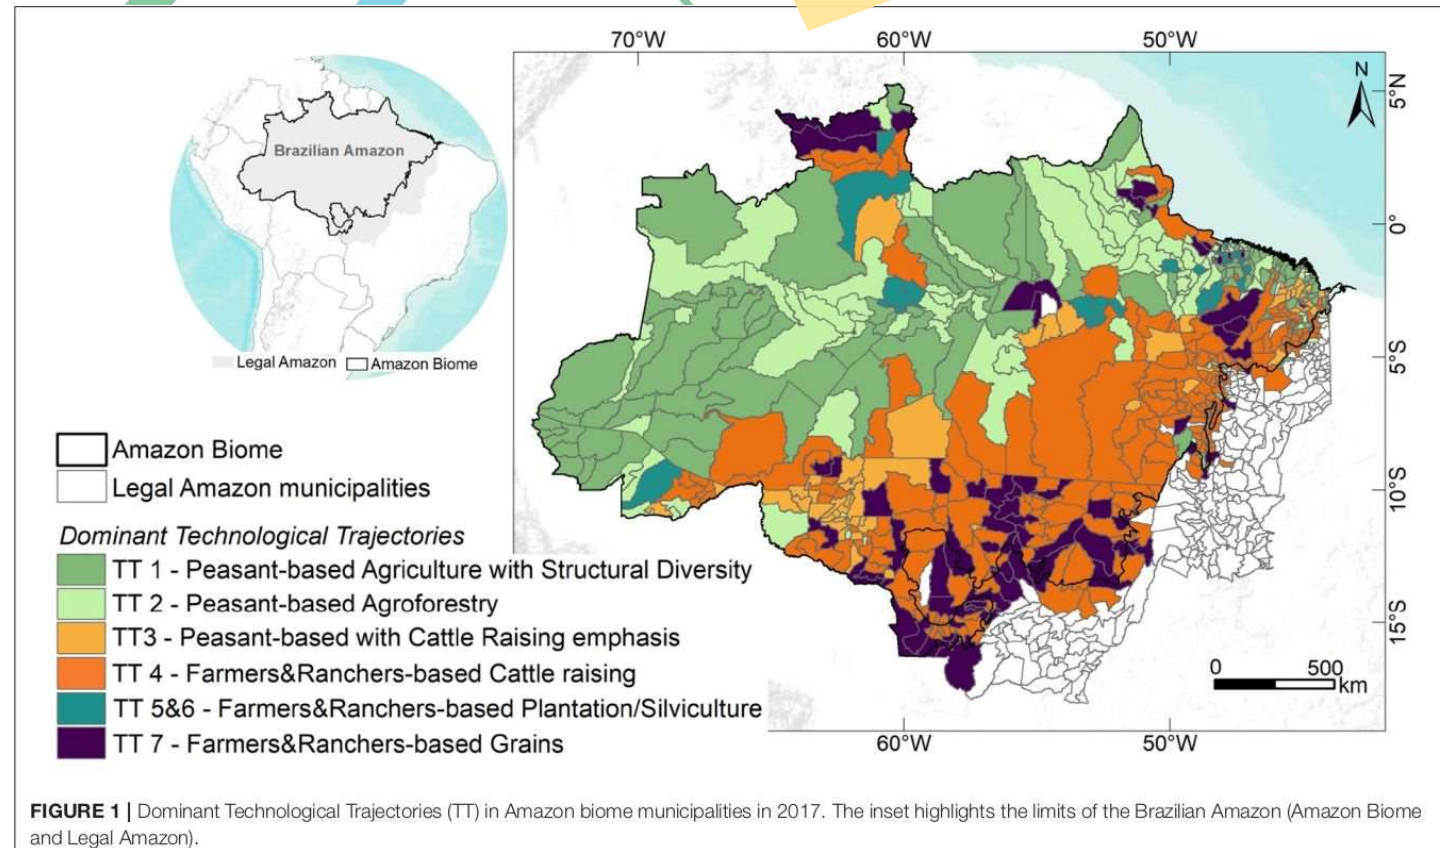 70°W 60°W 50°W
N
5°N
Brazilian Amazon
0°
Legal Amazon Amazon Biome
5°S
Amazon Biome
Legal Amazon municipalities
10°S
Dominant Technological Trajectories
TT 1 - Peasant-based Agriculture with Structural Diversity
TT 2 - Peasant-based Agroforestry
TT3 - Peasant-based with Cattle Raising emphasis
15°S
TT 4 - Farmers&Ranchers-based Cattle raising
0 500
km
TT 5&6 - Farmers&Ranchers-based Plantation/Silviculture
TT 7 - Farmers&Ranchers-based Grains
60°W 50°W
FIGURE 1 | Dominant Technological Trajectories (TT) in Amazon biome municipalities in 2017. The inset highlights the limits of the Brazilian Amazon (Amazon Biome
and Legal Amazon).